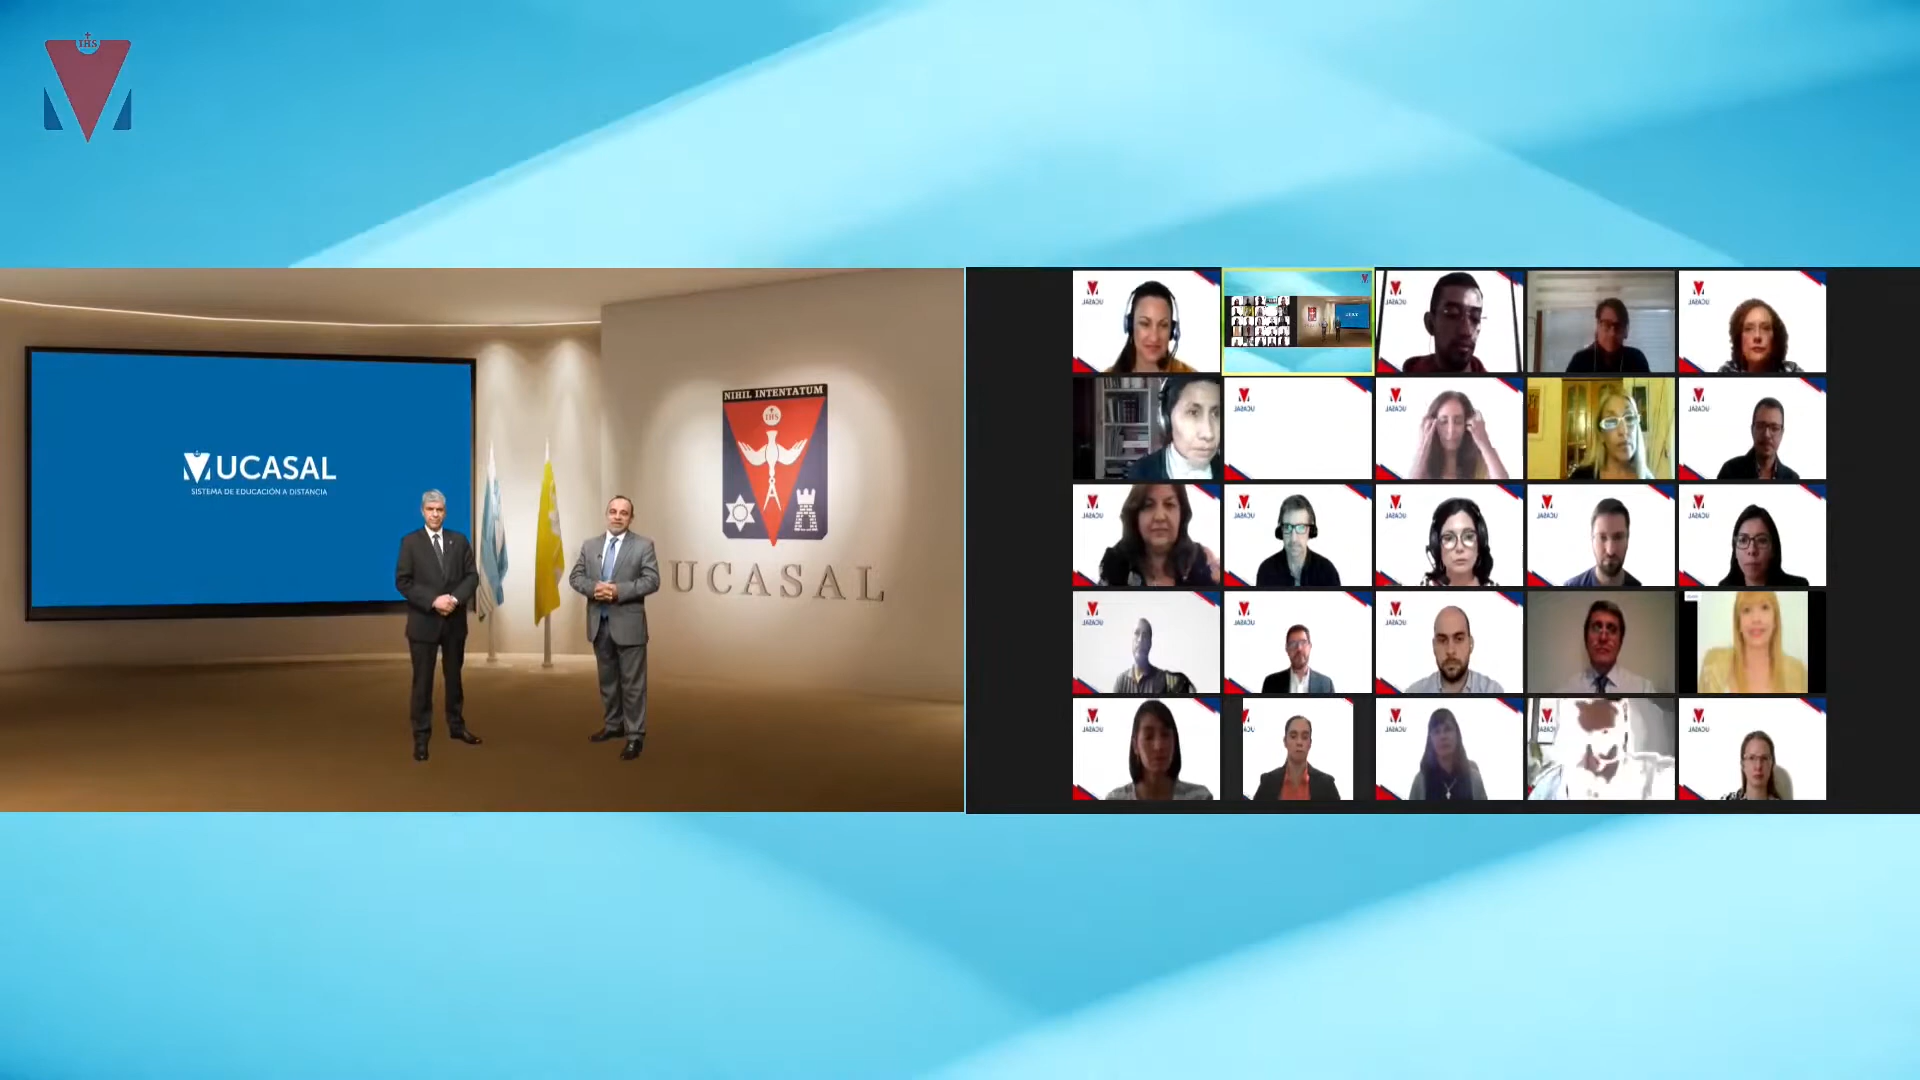 IHS
UCASAL
SISTEMA DE EDUCACIÓN A DISTANCIA
NIHIL INTENTATUM
IHS
UCASAL